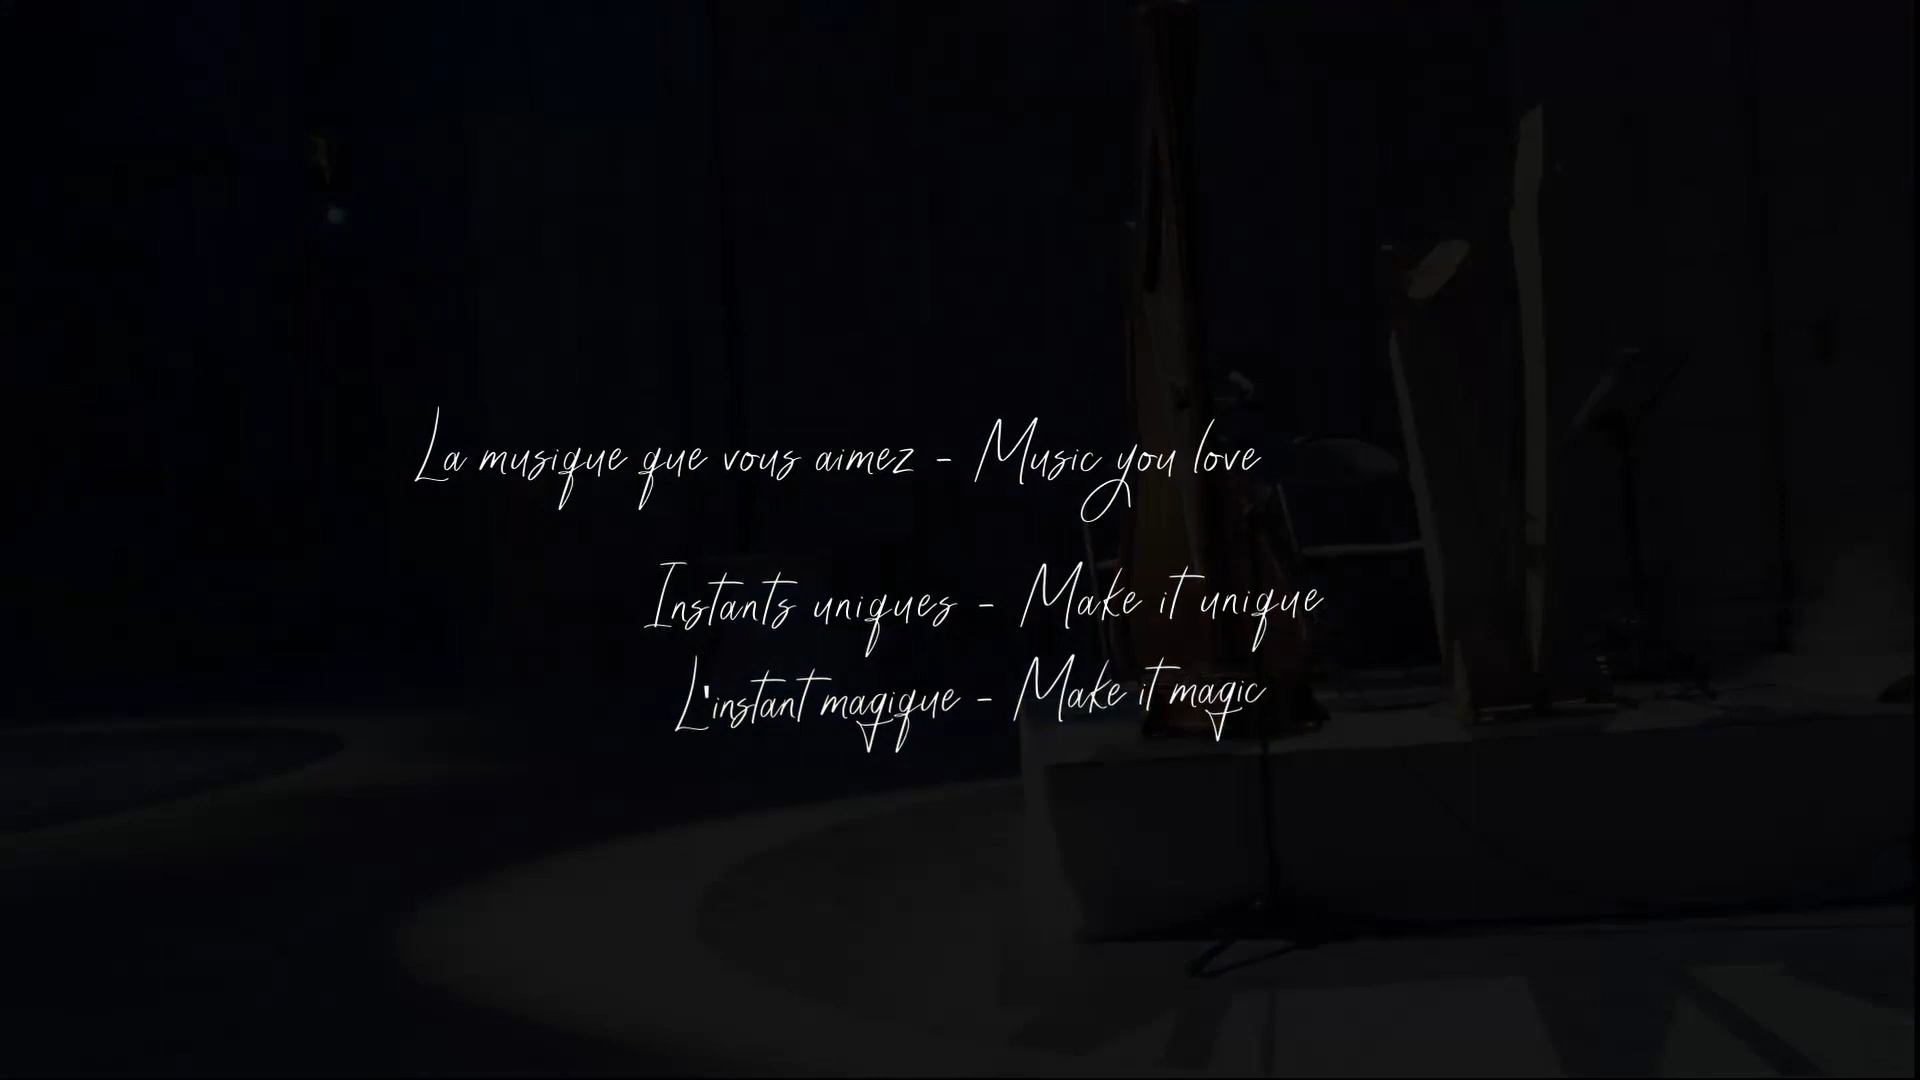 La musique que vous aimez - Music you love
Instants uniques - Make it unique
L'instant magique - Make it magic